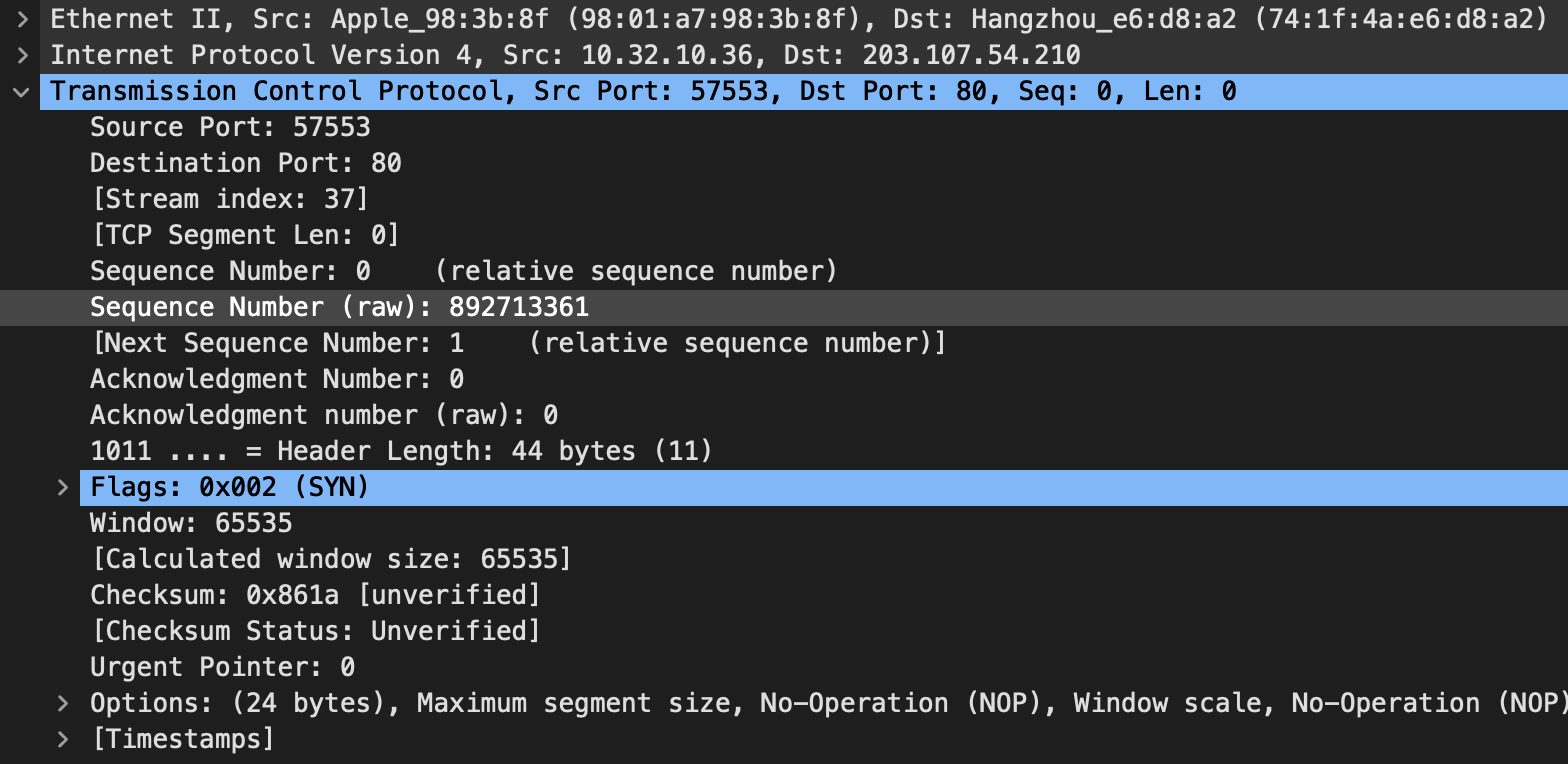 Ethernet II, Src: Apple_98:3b:8f (98:01:a7:98:3b:8f), Dst: Hangzhou_e6:d8:a2 (74:1f:4a:e6:d8:a2)
Internet Protocol Version 4, Src: 10.32.10.36, Dst: 203.107.54.210
Transmission Control Protocol, Src Port: 57553, Dst Port: 80, Seq: 0, Len: 0
Source Port: 57553
Destination Port: 80
[Stream index: 37]
[TCP Segment Len: 0]
Sequence Number: 0    (relative sequence number)
Sequence Number (raw): 892713361
[Next Sequence Number: 1    (relative sequence number)]
Acknowledgment Number: 0
Acknowledgment number (raw): 0
1011 .... = Header Length: 44 bytes (11)
Flags: 0x002 (SYN)
Window: 65535
[Calculated window size: 65535]
Checksum: 0x861a [unverified]
[Checksum Status: Unverified]
Urgent Pointer: 0
Options: (24 bytes), Maximum segment size, No-Operation (NOP), Window scale, No-Operation (NOP)
[Timestamps]